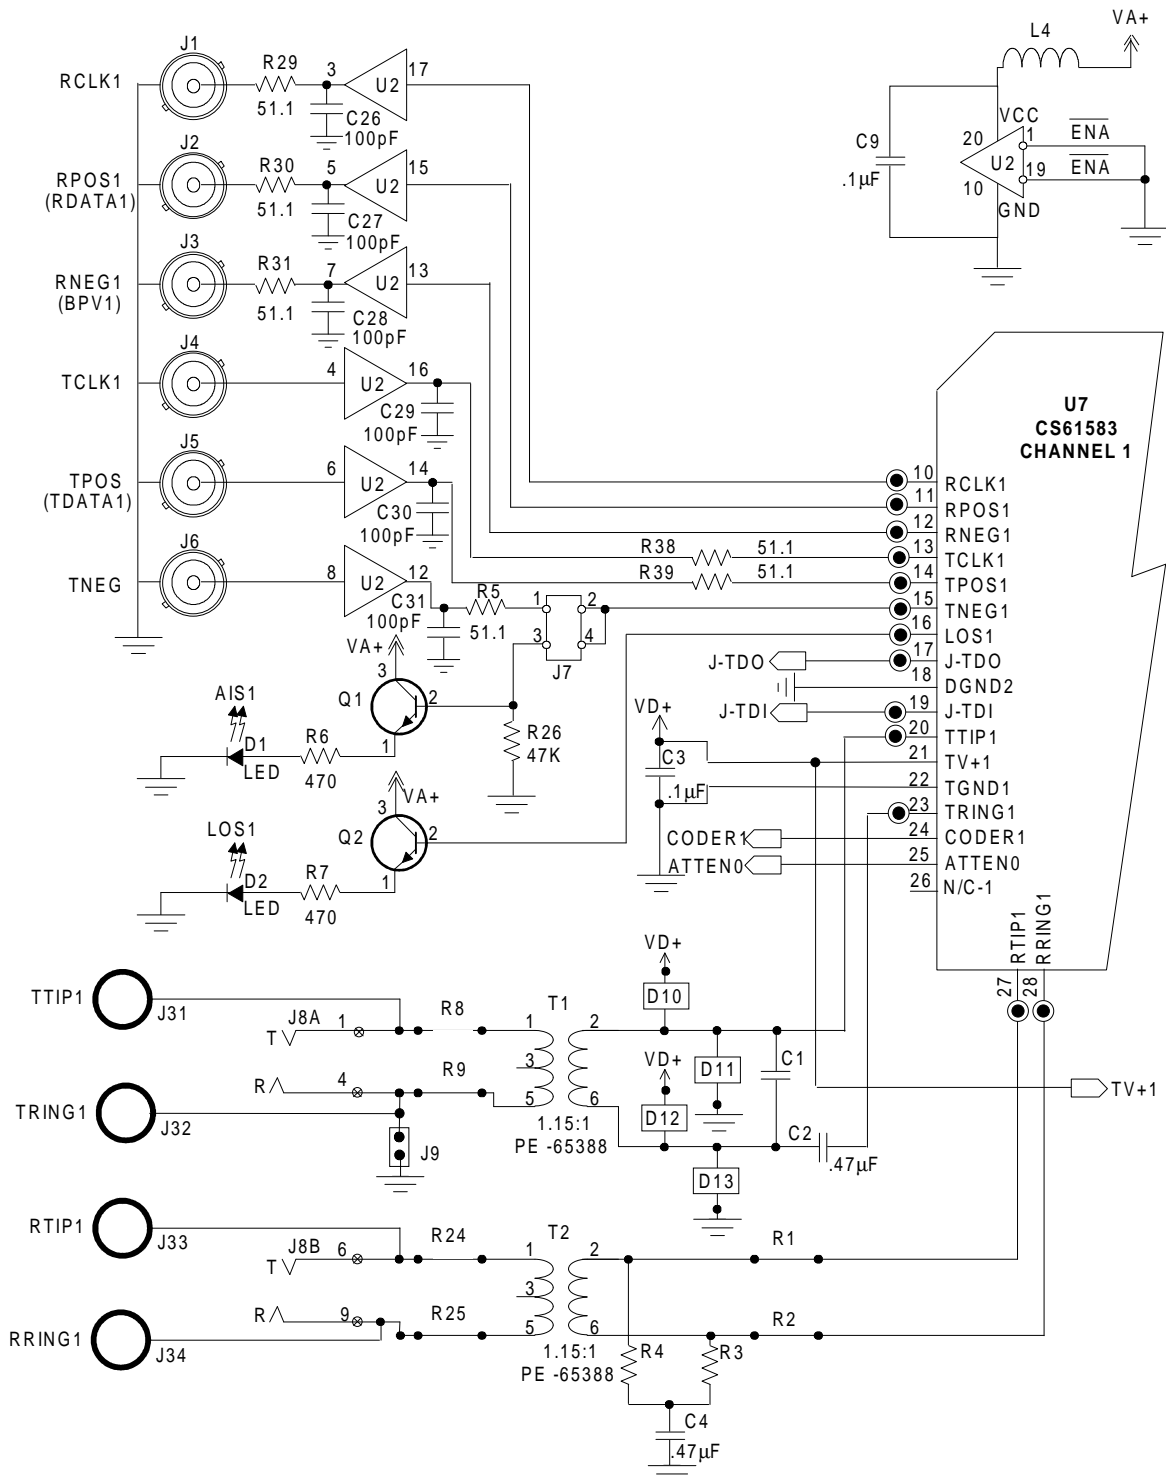 VA+
L4
J1
R29
3
17
RCLK1
U2
51.1
C26
100pF
VCC
20
1
ENA
C9
U2
19
ENA
.1µF
10
GND
J2
R30
5
15
RPOS1
(RDATA1)
U2
51.1
C27
100pF
J3
R31
7
13
RNEG1
(BPV1)
U2
51.1
C28
100pF
J4
4
16
TCLK1
U2
C29
100pF
J5
6
14
TPOS
(TDATA1)
U2
C30
100pF
J6
8
12
TNEG
U2
C31
100pF
R5
51.1
1
2
3
4
J7
U7
CS61583
CHANNEL 1
10
RCLK1
11
RPOS1
12
RNEG1
R38
51.1
13
TCLK1
R39
51.1
14
TPOS1
15
TNEG1
16
LOS1
J-TDO
17
J-TDO
18
DGND2
J-TDI
19
J-TDI
20
TTIP1
21
TV+1
22
TGND1
23
TRING1
CODER1
24
CODER1
ATTEN0
25
ATTEN0
26
N/C-1
RTIP1
RRING1
27
28
VA+
3
Q1
2
1
AIS1
D1
LED
R6
470
R26
47K
VD+
C3
.1µF
VA+
3
Q2
2
1
LOS1
D2
LED
R7
470
VD+
D10
TTIP1
J31
T
J8A
1
R8
T1
1
2
3
5
6
1.15:1
PE -65388
R
4
R9
TRING1
J32
J9
VD+
D11
D12
C1
TV+1
C2
.47µF
D13
RTIP1
J33
T
J8B
6
R24
T2
1
2
3
5
6
1.15:1
PE -65388
R1
R
9
R25
R2
RRING1
J34
R4
R3
C4
.47µF